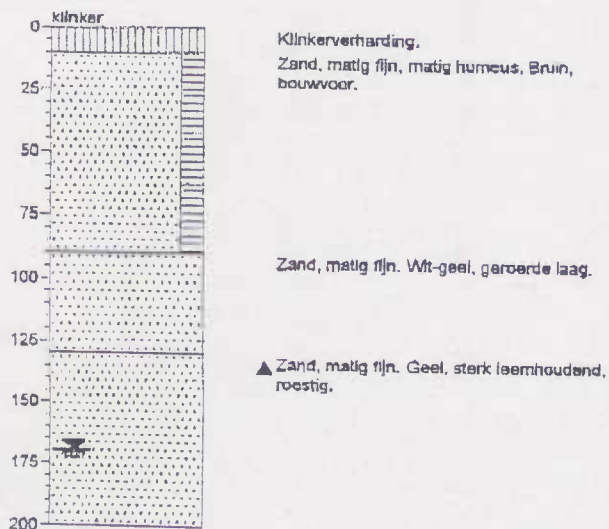 klinker
0
Klinkerverharding.
Zand, matig fijn, matig humeus, Bruin,
bouwvoor.
25
50
75
Zand, matig fijn. Wit-geel, geroerde laag.
100
125
Zand, matig fijn. Geel, sterk leemhoudend,
roestig.
150
175
200